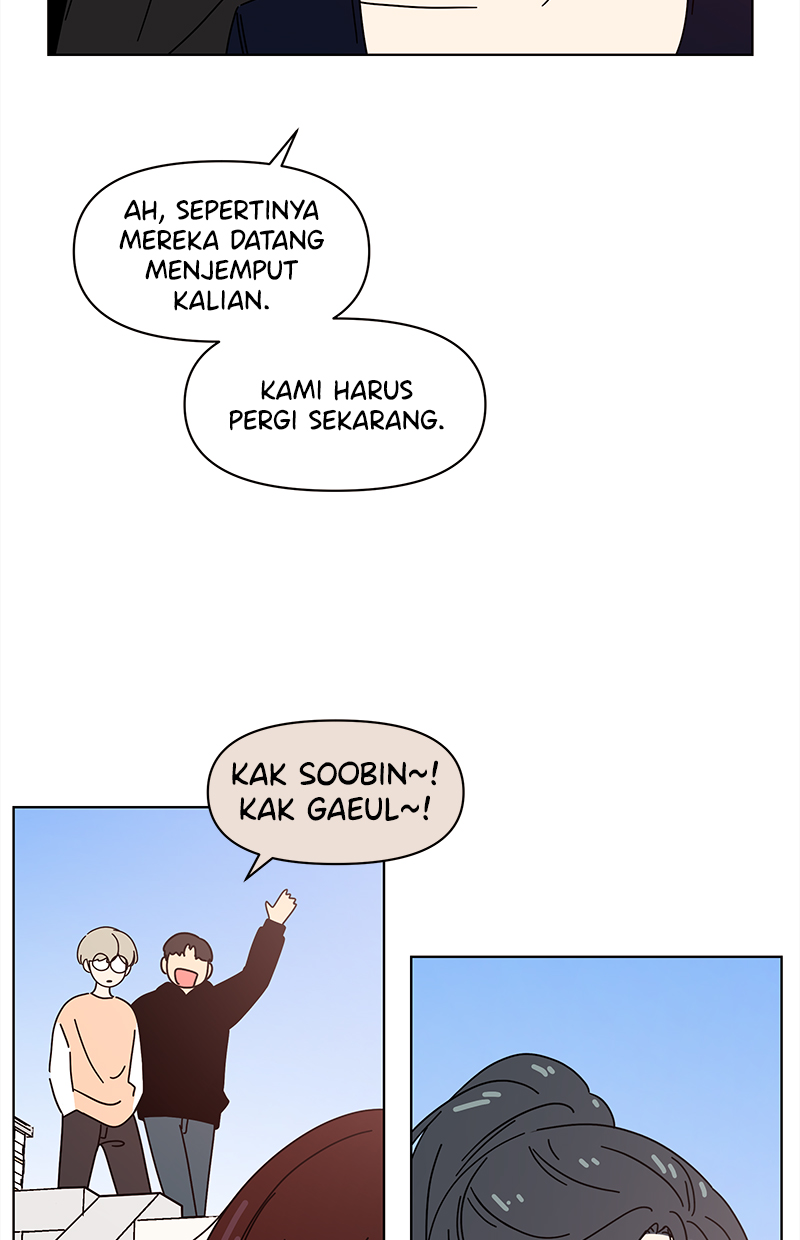 AH, SEPERTINYA
MEREKA DATANG
MENJEMPUT
KALIAN.
KAMI HARUS
PERGI SEKARANG.
KAK SOOBIN~!
KAK GAEUL~!